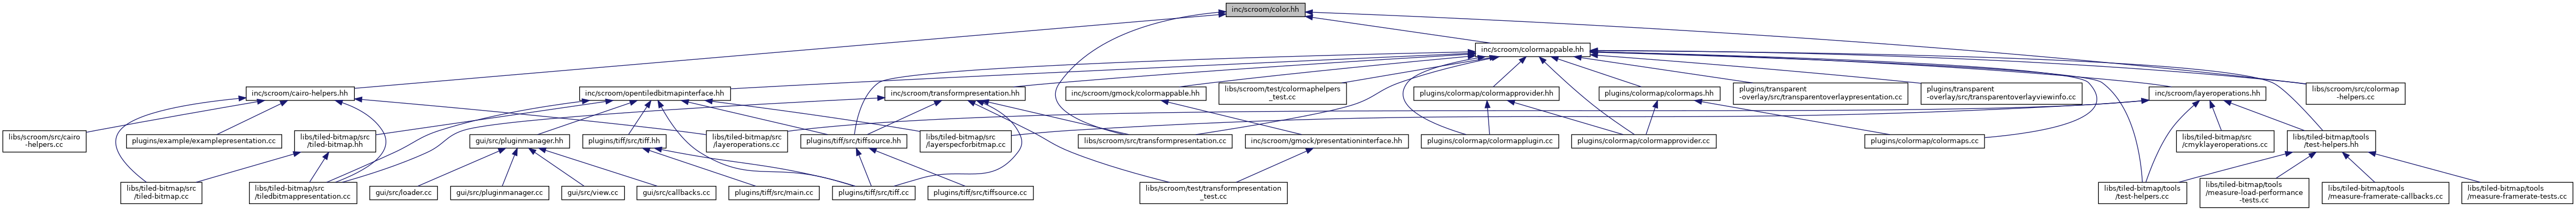 inc/scroom/color.hh
inc/scroom/colormappable.hh
inc/scroom/cairo-helpers.hh
inc/scroom/opentiledbitmapinterface.hh
inc/scroom/transformpresentation.hh
inc/scroom/gmock/colormappable.hh
libs/scroom/test/colormaphelpers
_test.cc
plugins/colormap/colormapprovider.hh
plugins/colormap/colormaps.hh
plugins/transparent
-overlay/src/transparentoverlaypresentation.cc
plugins/transparent
-overlay/src/transparentoverlayviewinfo.cc
inc/scroom/layeroperations.hh
libs/scroom/src/colormap
-helpers.cc
libs/scroom/src/cairo
-helpers.cc
plugins/example/examplepresentation.cc
libs/tiled-bitmap/src
/tiled-bitmap.hh
gui/src/pluginmanager.hh
plugins/tiff/src/tiff.hh
libs/tiled-bitmap/src
/layeroperations.cc
plugins/tiff/src/tiffsource.hh
libs/tiled-bitmap/src
/layerspecforbitmap.cc
libs/scroom/src/transformpresentation.cc
inc/scroom/gmock/presentationinterface.hh
plugins/colormap/colormapplugin.cc
plugins/colormap/colormapprovider.cc
plugins/colormap/colormaps.cc
libs/tiled-bitmap/src
/cmyklayeroperations.cc
libs/tiled-bitmap/tools
/test-helpers.hh
libs/tiled-bitmap/src
/tiled-bitmap.cc
libs/tiled-bitmap/src
/tiledbitmappresentation.cc
gui/src/loader.cc
gui/src/pluginmanager.cc
gui/src/view.cc
gui/src/callbacks.cc
plugins/tiff/src/main.cc
plugins/tiff/src/tiff.cc
plugins/tiff/src/tiffsource.cc
libs/scroom/test/transformpresentation
_test.cc
libs/tiled-bitmap/tools
/test-helpers.cc
libs/tiled-bitmap/tools
/measure-load-performance
-tests.cc
libs/tiled-bitmap/tools
/measure-framerate-callbacks.cc
libs/tiled-bitmap/tools
/measure-framerate-tests.cc